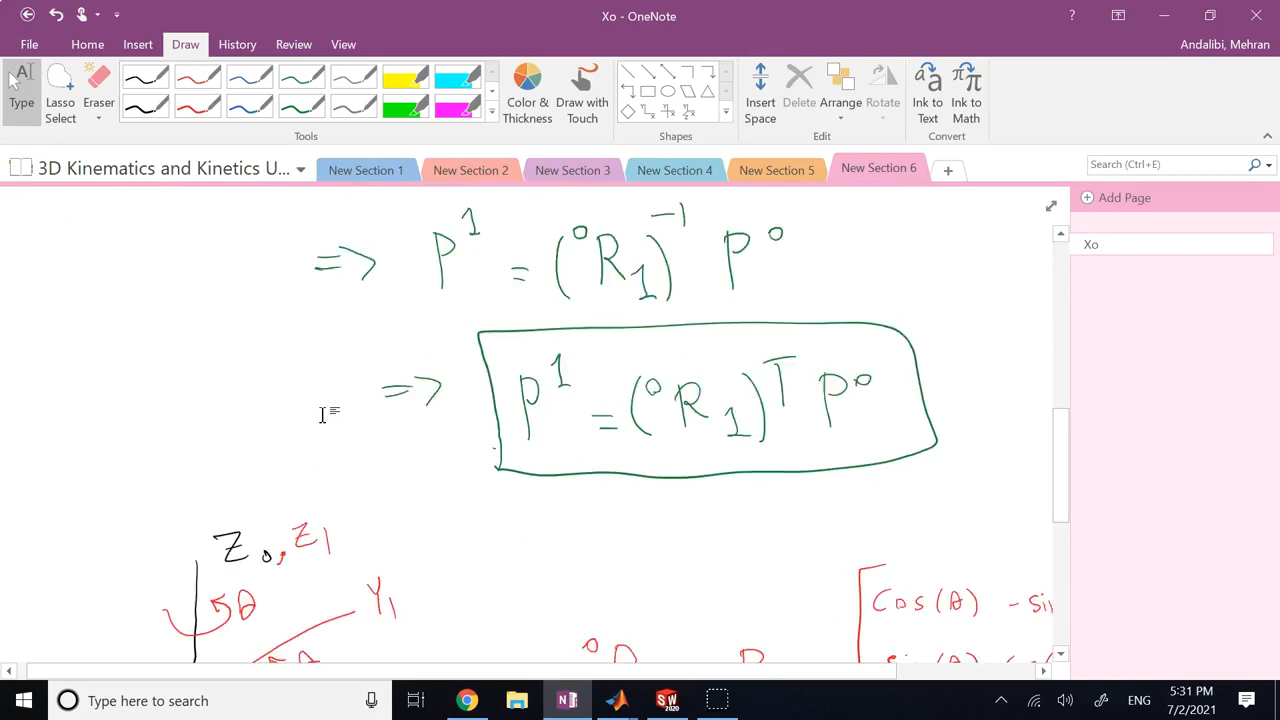 Xo - OneNote
File Home Insert Draw History Review View
Andalibi, Mehran
Type
Lasso Select
Eraser
Color & Thickness
Draw with Touch
Insert Space
Delete
Arrange
Rotate
Ink to Text
Ink to Math
Tools
Shapes
Edit
Convert
3D Kinematics and Kinetics U...
New Section 1
New Section 2
New Section 3
New Section 4
New Section 5
New Section 6
Search (Ctrl+E)
Add Page
Xo
=> P¹ = (⁰R₁)⁻¹ P⁰
=> P¹ = (⁰R₁)ᵀ P⁰
Z₀, Z₁
θ
Y₁
Cos(θ) - si
Type here to search
ENG
5:31 PM
7/2/2021